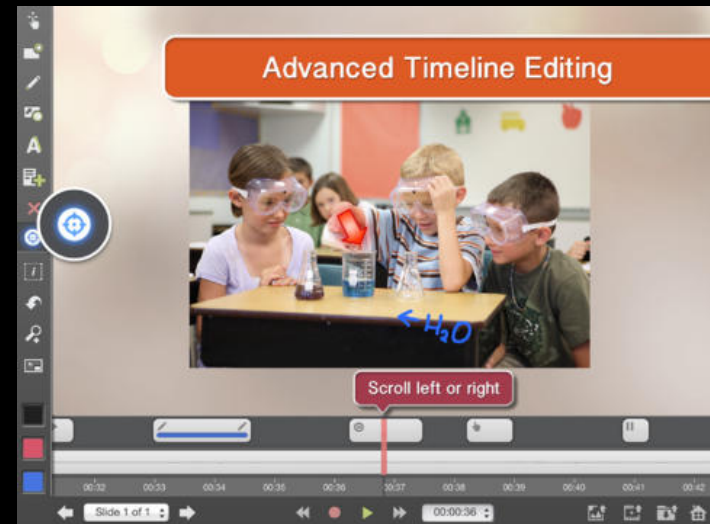 Advanced Timeline Editing
A
← H₂O
Scroll left or right
00:32 00:33 00:34 00:35 00:36 00:37 00:38 00:39 00:40 00:41 00:42
Slide 1 of 1 00:00:36